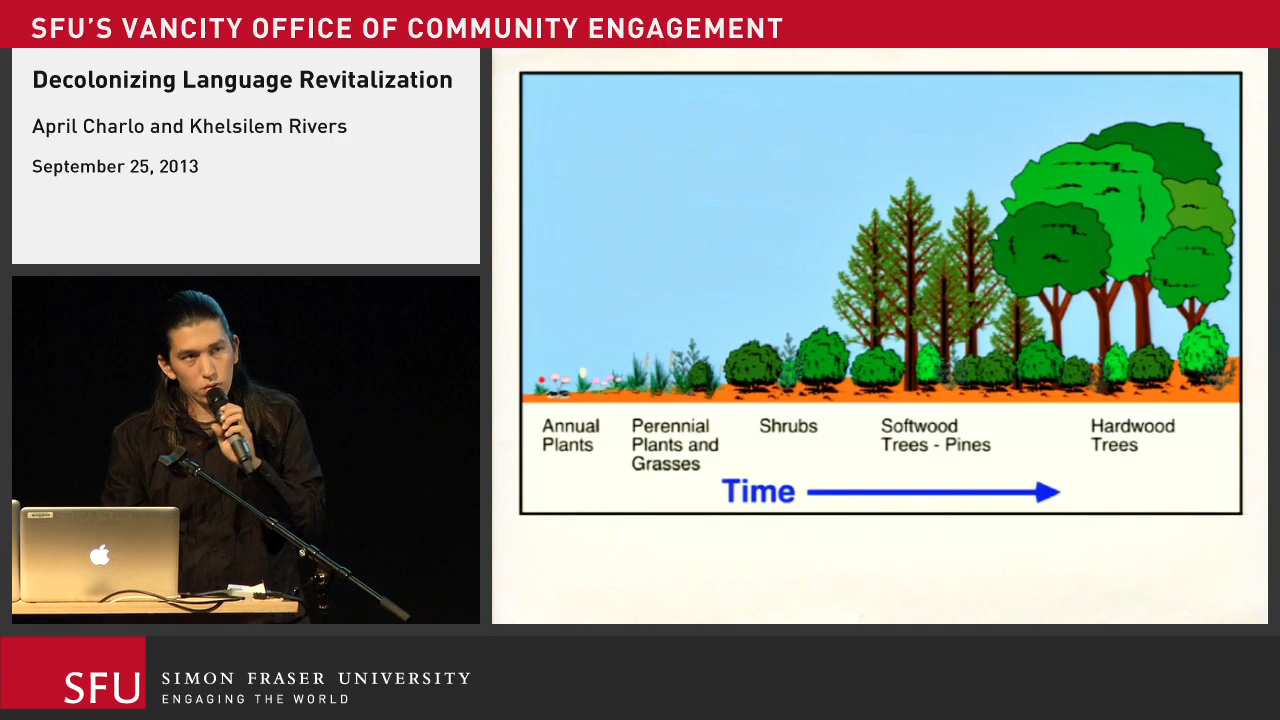 SFU'S VANCITY OFFICE OF COMMUNITY ENGAGEMENT
Decolonizing Language Revitalization
April Charlo and Khelsilem Rivers
September 25, 2013
Annual
Plants
Perennial
Plants and
Grasses
Shrubs
Softwood
Trees - Pines
Hardwood
Trees
Time
SFU
SIMON FRASER UNIVERSITY
ENGAGING THE WORLD